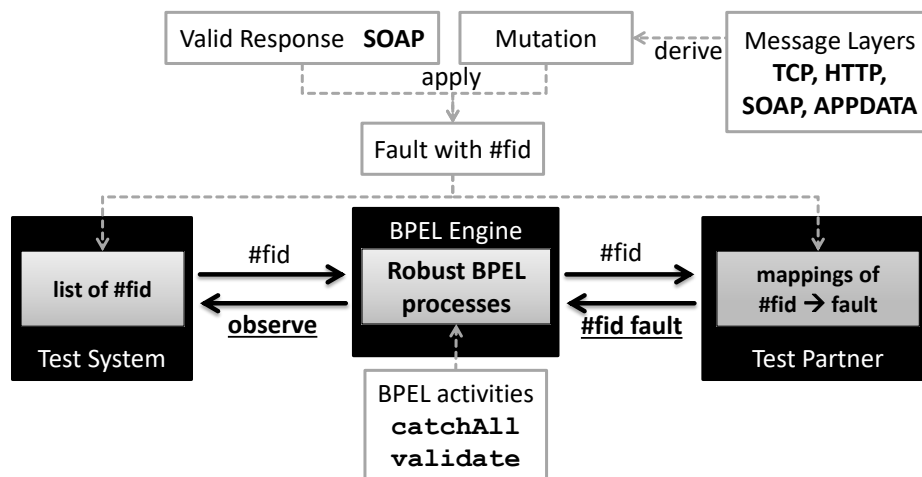 Valid Response SOAP
Mutation
derive
Message Layers
TCP, HTTP,
SOAP, APPDATA
apply
Fault with #fid
BPEL Engine
#fid
#fid
list of #fid
Robust BPEL
processes
mappings of
#fid → fault
observe
#fid fault
Test System
Test Partner
BPEL activities
catchAll
validate